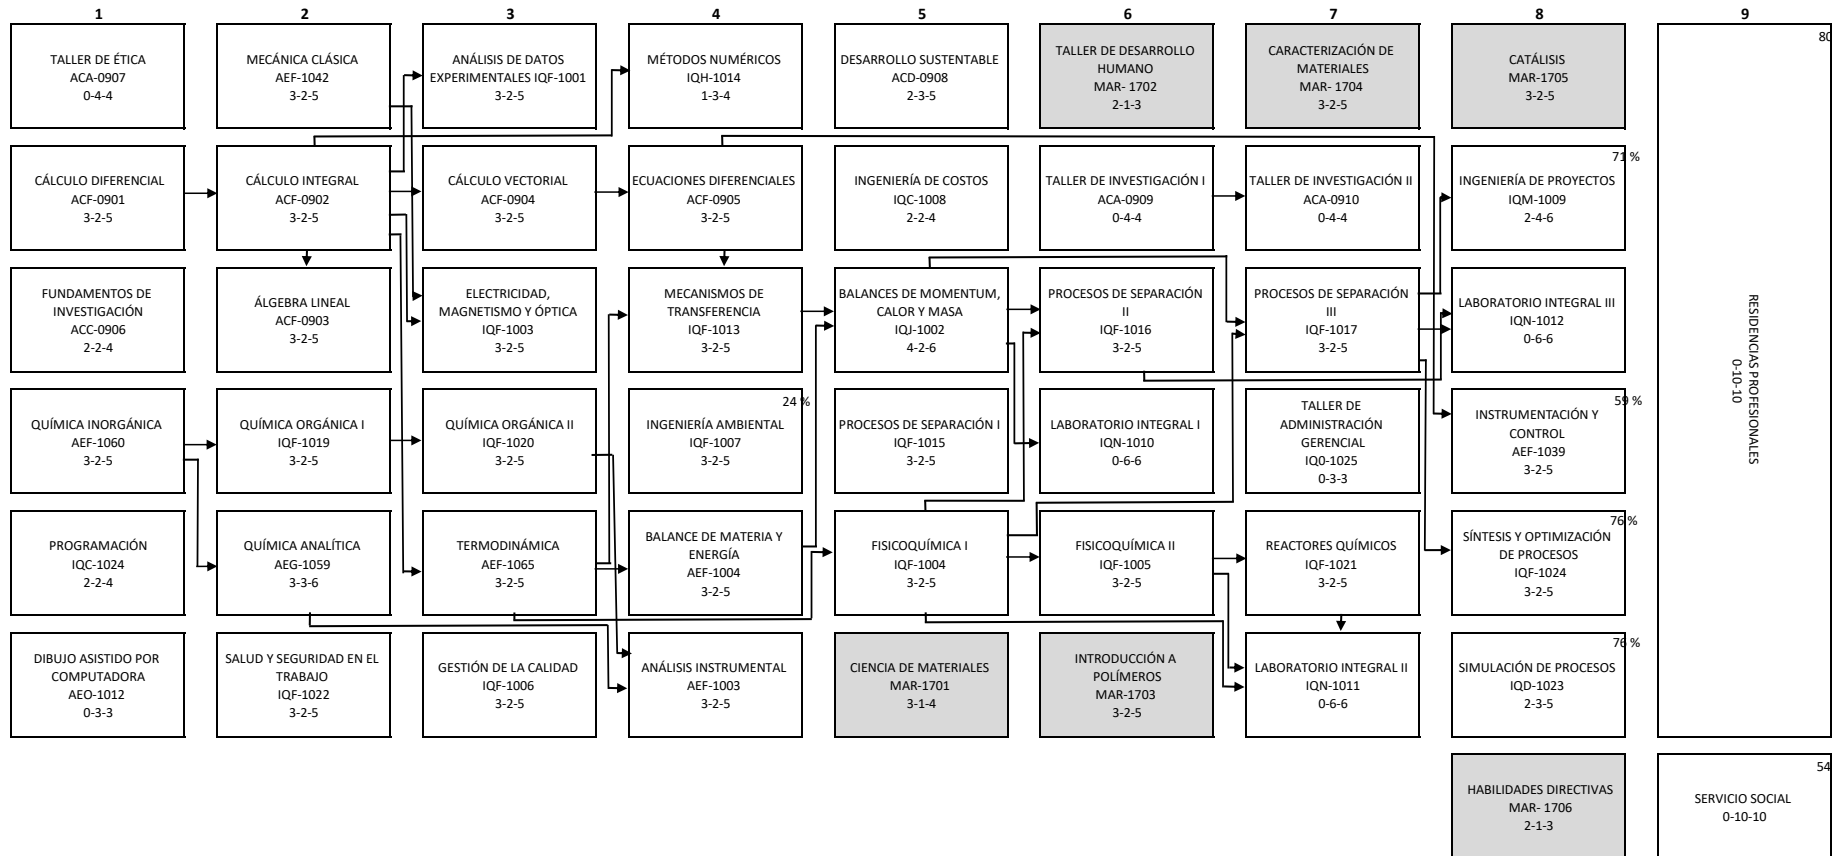 1
2
3
4
5
6
7
8
9
TALLER DE ÉTICA
ACA-0907
0-4-4
MECÁNICA CLÁSICA
AEF-1042
3-2-5
ANÁLISIS DE DATOS
EXPERIMENTALES IQF-1001
3-2-5
MÉTODOS NUMÉRICOS
IQH-1014
1-3-4
DESARROLLO SUSTENTABLE
ACD-0908
2-3-5
TALLER DE DESARROLLO
HUMANO
MAR- 1702
2-1-3
CARACTERIZACIÓN DE
MATERIALES
MAR- 1704
3-2-5
CATÁLISIS
MAR-1705
3-2-5
80
CÁLCULO DIFERENCIAL
ACF-0901
3-2-5
CÁLCULO INTEGRAL
ACF-0902
3-2-5
CÁLCULO VECTORIAL
ACF-0904
3-2-5
ECUACIONES DIFERENCIALES
ACF-0905
3-2-5
INGENIERÍA DE COSTOS
IQC-1008
2-2-4
TALLER DE INVESTIGACIÓN I
ACA-0909
0-4-4
TALLER DE INVESTIGACIÓN II
ACA-0910
0-4-4
71 %
INGENIERÍA DE PROYECTOS
IQM-1009
2-4-6
FUNDAMENTOS DE
INVESTIGACIÓN
ACC-0906
2-2-4
ÁLGEBRA LINEAL
ACF-0903
3-2-5
ELECTRICIDAD,
MAGNETISMO Y ÓPTICA
IQF-1003
3-2-5
MECANISMOS DE
TRANSFERENCIA
IQF-1013
3-2-5
BALANCES DE MOMENTUM,
CALOR Y MASA
IQJ-1002
4-2-6
PROCESOS DE SEPARACIÓN
II
IQF-1016
3-2-5
PROCESOS DE SEPARACIÓN
III
IQF-1017
3-2-5
LABORATORIO INTEGRAL III
IQN-1012
0-6-6
RESIDENCIAS PROFESIONALES
0-10-10
QUÍMICA INORGÁNICA
AEF-1060
3-2-5
QUÍMICA ORGÁNICA I
IQF-1019
3-2-5
QUÍMICA ORGÁNICA II
IQF-1020
3-2-5
24 %
INGENIERÍA AMBIENTAL
IQF-1007
3-2-5
PROCESOS DE SEPARACIÓN I
IQF-1015
3-2-5
LABORATORIO INTEGRAL I
IQN-1010
0-6-6
TALLER DE
ADMINISTRACIÓN
GERENCIAL
IQ0-1025
0-3-3
59 %
INSTRUMENTACIÓN Y
CONTROL
AEF-1039
3-2-5
PROGRAMACIÓN
IQC-1024
2-2-4
QUÍMICA ANALÍTICA
AEG-1059
3-3-6
TERMODINÁMICA
AEF-1065
3-2-5
BALANCE DE MATERIA Y
ENERGÍA
AEF-1004
3-2-5
FISICOQUÍMICA I
IQF-1004
3-2-5
FISICOQUÍMICA II
IQF-1005
3-2-5
REACTORES QUÍMICOS
IQF-1021
3-2-5
76 %
SÍNTESIS Y OPTIMIZACIÓN
DE PROCESOS
IQF-1024
3-2-5
DIBUJO ASISTIDO POR
COMPUTADORA
AEO-1012
0-3-3
SALUD Y SEGURIDAD EN EL
TRABAJO
IQF-1022
3-2-5
GESTIÓN DE LA CALIDAD
IQF-1006
3-2-5
ANÁLISIS INSTRUMENTAL
AEF-1003
3-2-5
CIENCIA DE MATERIALES
MAR-1701
3-1-4
INTRODUCCIÓN A
POLÍMEROS
MAR-1703
3-2-5
LABORATORIO INTEGRAL II
IQN-1011
0-6-6
76 %
SIMULACIÓN DE PROCESOS
IQD-1023
2-3-5
HABILIDADES DIRECTIVAS
MAR- 1706
2-1-3
54
SERVICIO SOCIAL
0-10-10